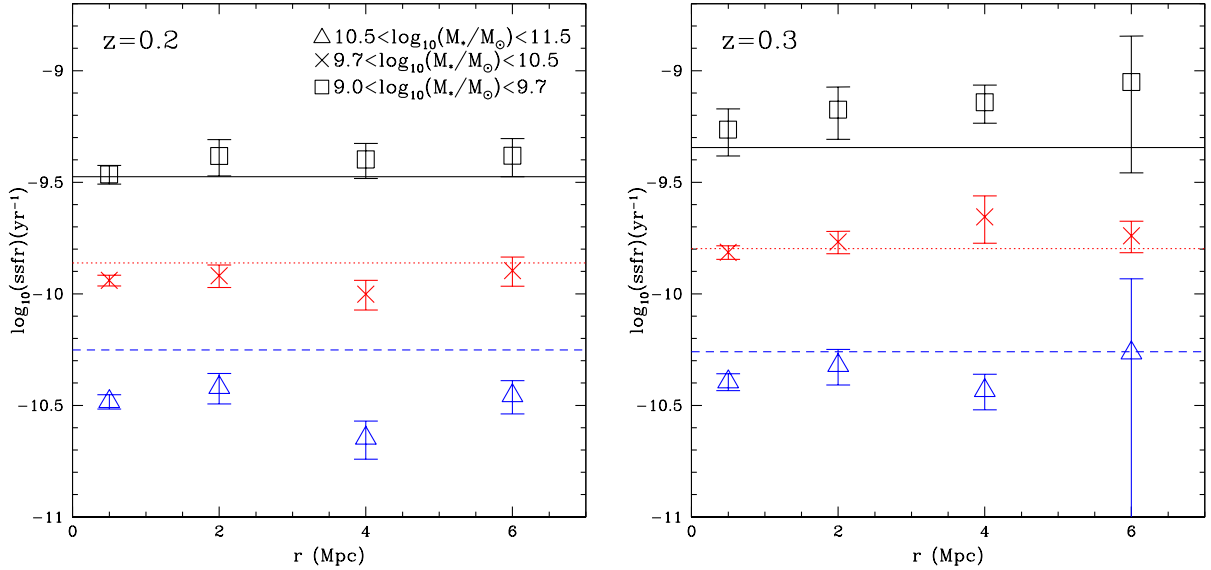 z=0.2
10.5<log₁₀(M*/M⊙)<11.5
9.7<log₁₀(M*/M⊙)<10.5
9.0<log₁₀(M*/M⊙)<9.7
log₁₀(ssfr)(yr⁻¹)
−9
−9.5
−10
−10.5
−11
0 2 4 6
r (Mpc)
z=0.3
log₁₀(ssfr)(yr⁻¹)
−9
−9.5
−10
−10.5
−11
0 2 4 6
r (Mpc)